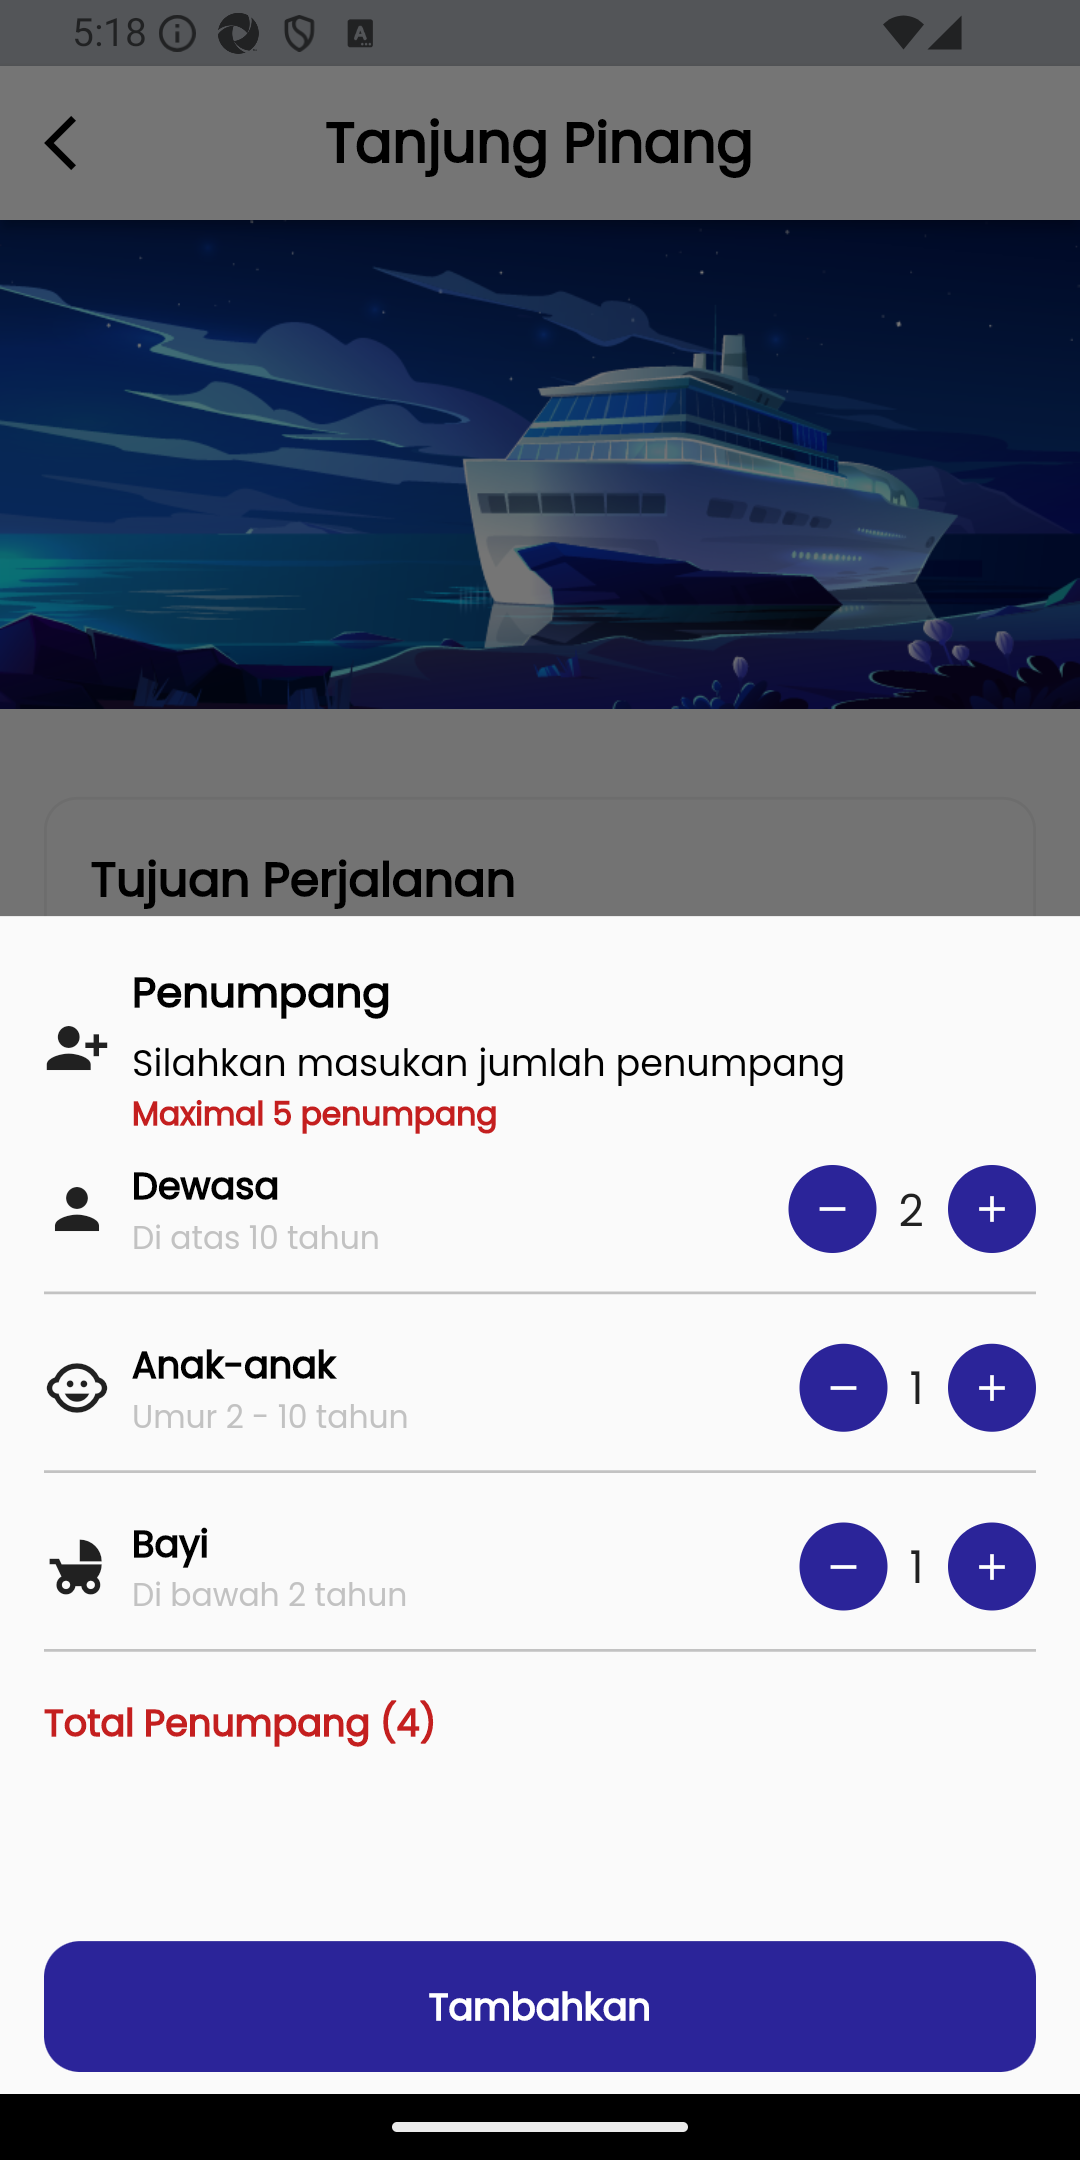 5:18
Tanjung Pinang
Tujuan Perjalanan
Penumpang
Silahkan masukan jumlah penumpang
Maximal 5 penumpang
Dewasa
Di atas 10 tahun
2
Anak-anak
Umur 2 - 10 tahun
1
Bayi
Di bawah 2 tahun
1
Total Penumpang (4)
Tambahkan